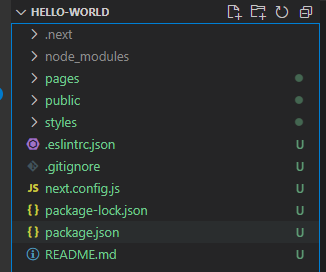 HELLO-WORLD
.next
node_modules
pages
public
styles
.eslintrc.json U
.gitignore U
JS next.config.js U
{} package-lock.json U
{} package.json U
README.md U